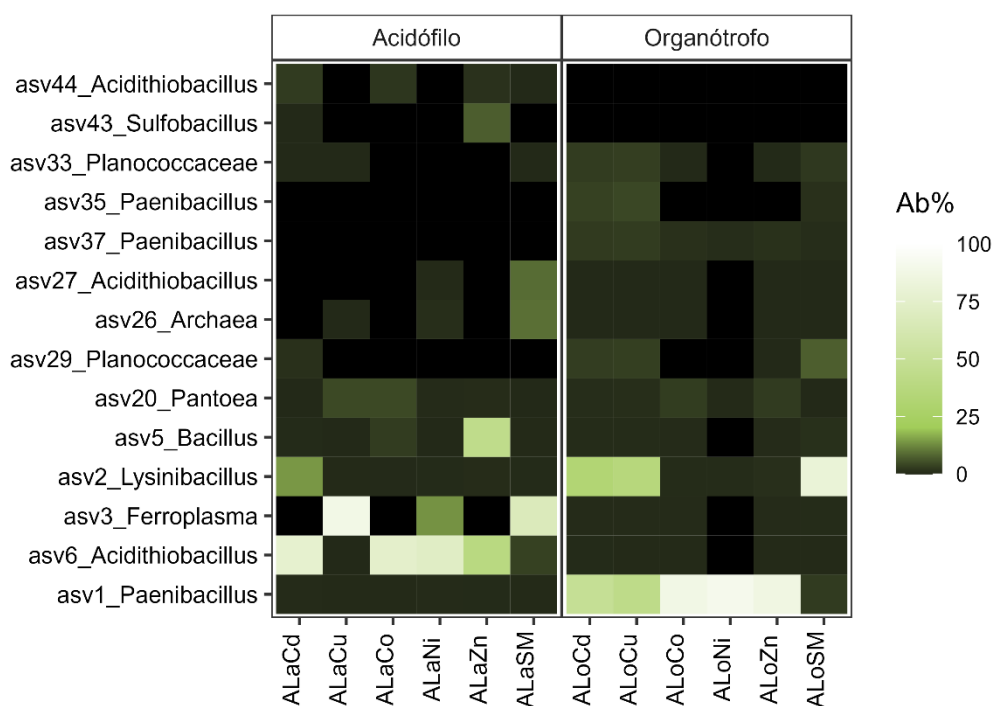 Acidófilo
Organótrofo
asv44_Acidithiobacillus
asv43_Sulfobacillus
asv33_Planococcaceae
asv35_Paenibacillus
asv37_Paenibacillus
asv27_Acidithiobacillus
asv26_Archaea
asv29_Planococcaceae
asv20_Pantoea
asv5_Bacillus
asv2_Lysinibacillus
asv3_Ferroplasma
asv6_Acidithiobacillus
asv1_Paenibacillus
ALaCd
ALaCu
ALaCo
ALaNi
ALaZn
ALaSM
ALoCd
ALoCu
ALoCo
ALoNi
ALoZn
ALoSM
Ab%
100
75
50
25
0